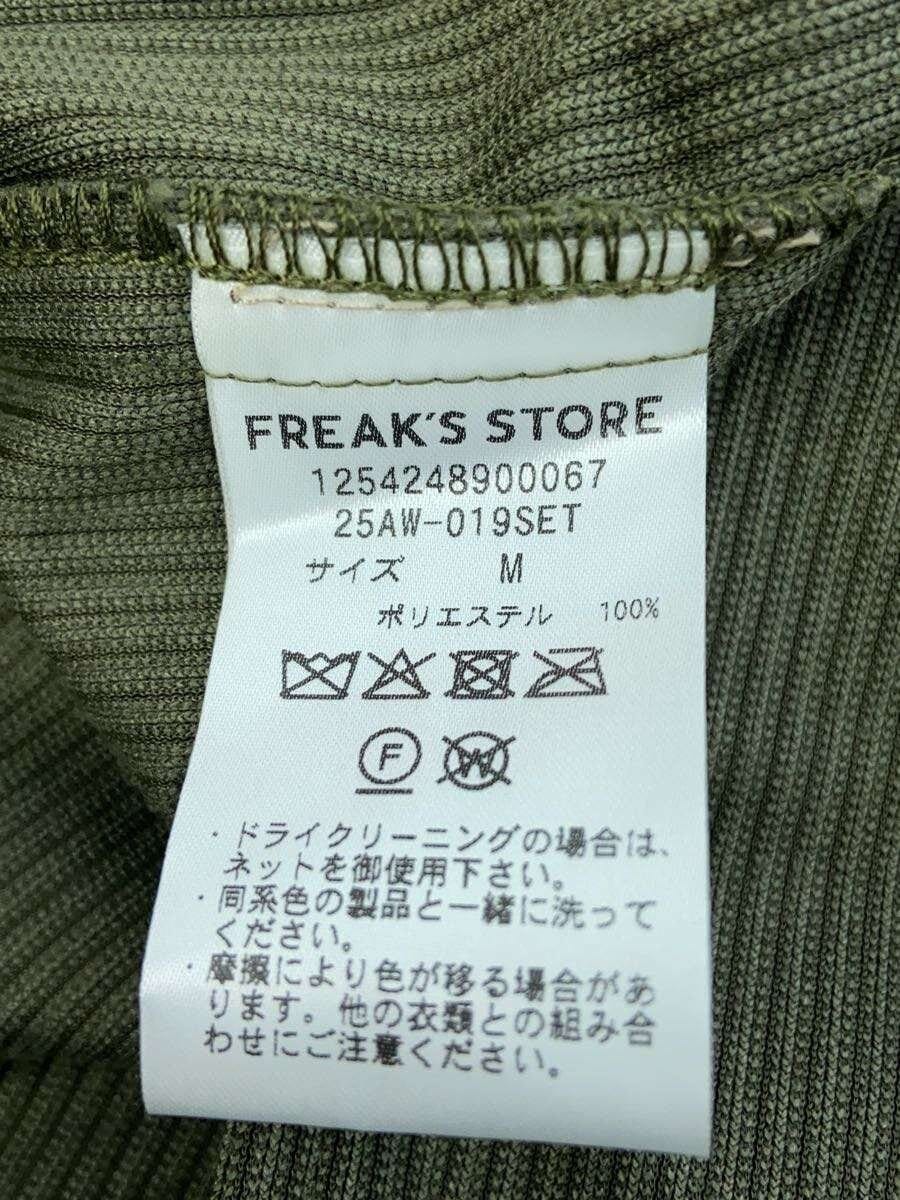 FREAK'S STORE
1254248900067
25AW-019SET
サイズ M
ポリエステル 100%
F
W
・ドライクリーニングの場合は、
ネットを御使用下さい。
・同系色の製品と一緒に洗って
ください。
・摩擦により色が移る場合があ
ります。他の衣類との組み合
わせにご注意ください。